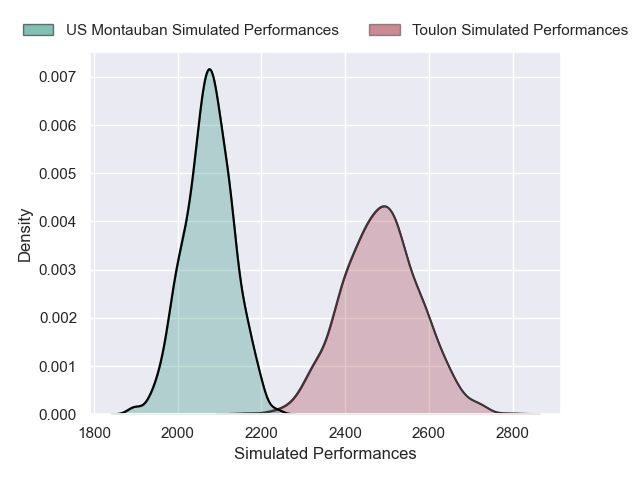 US Montauban Simulated Performances Toulon Simulated Performances
0.007
0.006
0.005
0.004
0.003
0.002
0.001
0.000
Density
1800 2000 2200 2400 2600 2800
Simulated Performances